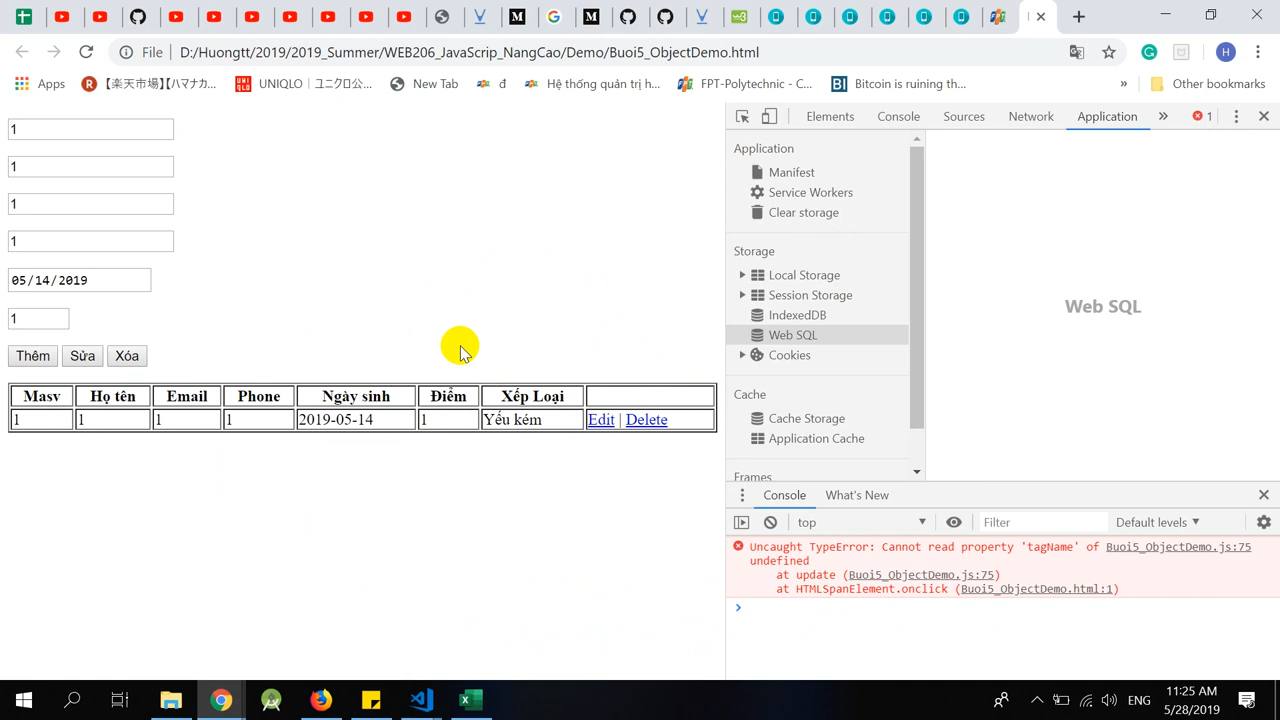 File D:/Huongtt/2019/2019_Summer/WEB206_JavaScrip_NangCao/Demo/Buoi5_ObjectDemo.html
H
Apps 【楽天市場】【ハマナカ... UNIQLO｜ユニクロ公... New Tab đ Hệ thống quản trị h... FPT-Polytechnic - C... BI Bitcoin is ruining th... » Other bookmarks
1
1
1
1
05/14/2019
1
Thêm Sửa Xóa
Masv Họ tên Email Phone Ngày sinh Điểm Xếp Loại
1 1 1 1 2019-05-14 1 Yếu kém Edit | Delete
Elements Console Sources Network Application » 1
Application
Manifest
Service Workers
Clear storage
Storage
Local Storage
Session Storage
IndexedDB
Web SQL
Cookies
Cache
Cache Storage
Application Cache
Frames
Web SQL
Console What's New
top Filter Default levels
Uncaught TypeError: Cannot read property 'tagName' of Buoi5_ObjectDemo.js:75
undefined
at update (Buoi5_ObjectDemo.js:75)
at HTMLSpanElement.onclick (Buoi5_ObjectDemo.html:1)
ENG
11:25 AM
5/28/2019